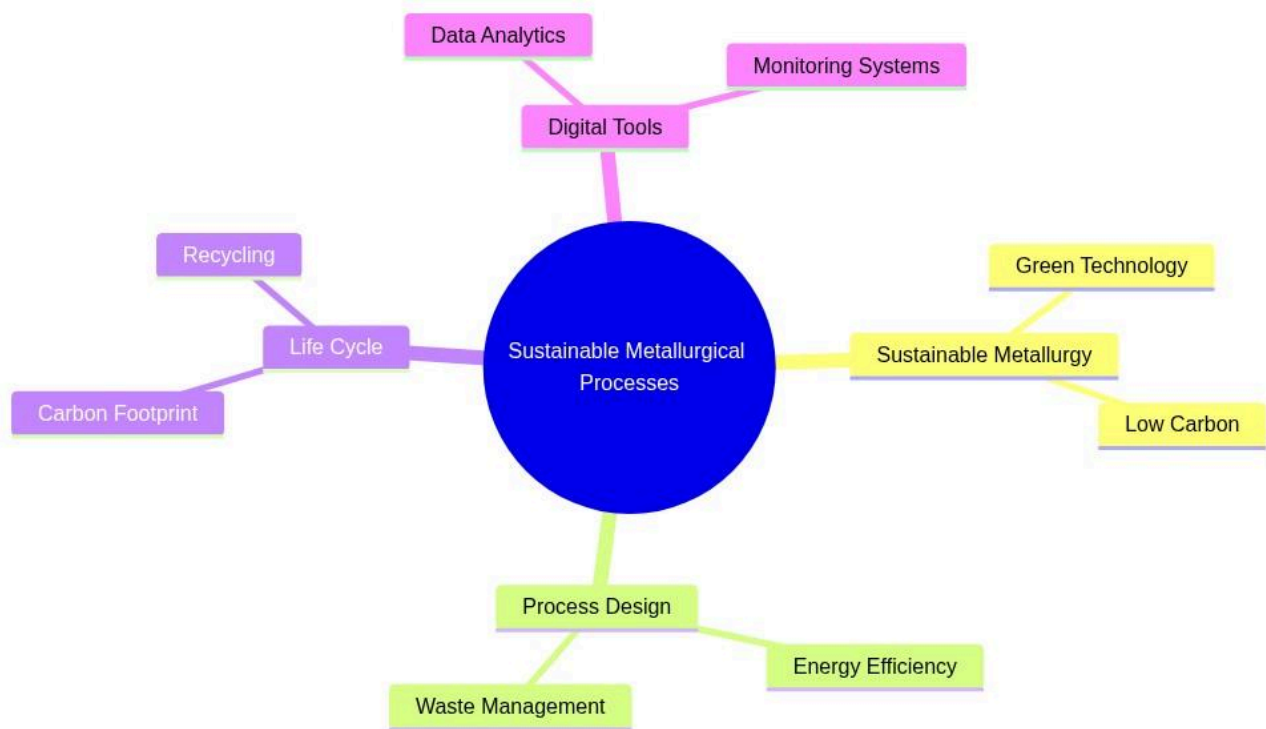 Data Analytics
Monitoring Systems
Digital Tools
Recycling
Green Technology
Life Cycle
Sustainable Metallurgical
Processes
Sustainable Metallurgy
Carbon Footprint
Low Carbon
Process Design
Energy Efficiency
Waste Management